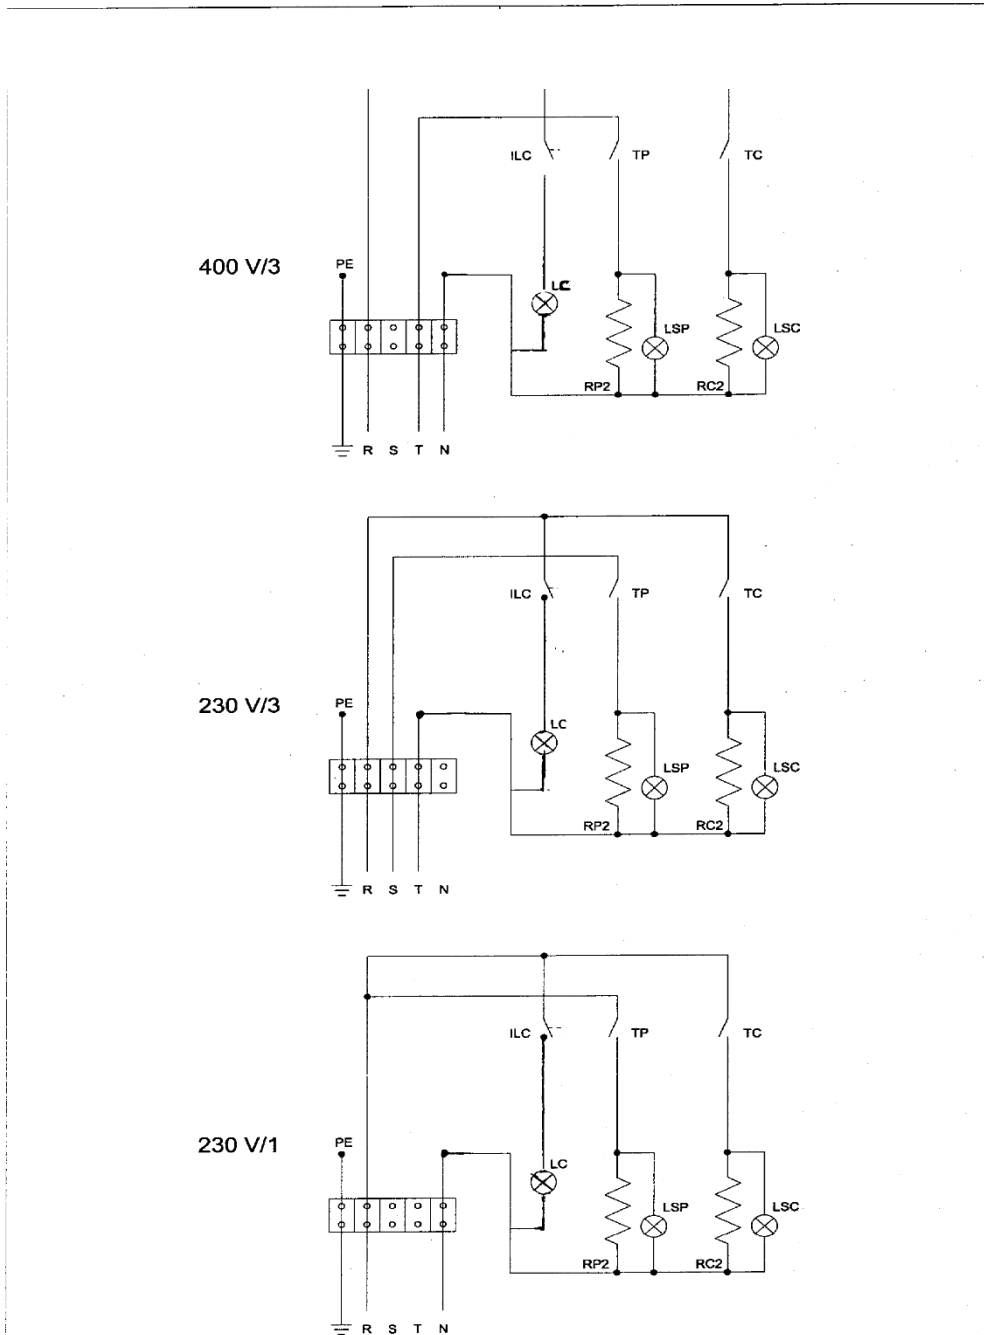 ILC TP TC
400 V/3 PE
LC
LSP LSC
RP2 RC2
R S T N
ILC TP TC
230 V/3 PE
LC
LSP LSC
RP2 RC2
R S T N
ILC TP TC
230 V/1 PE
LC
LSP LSC
RP2 RC2
R S T N